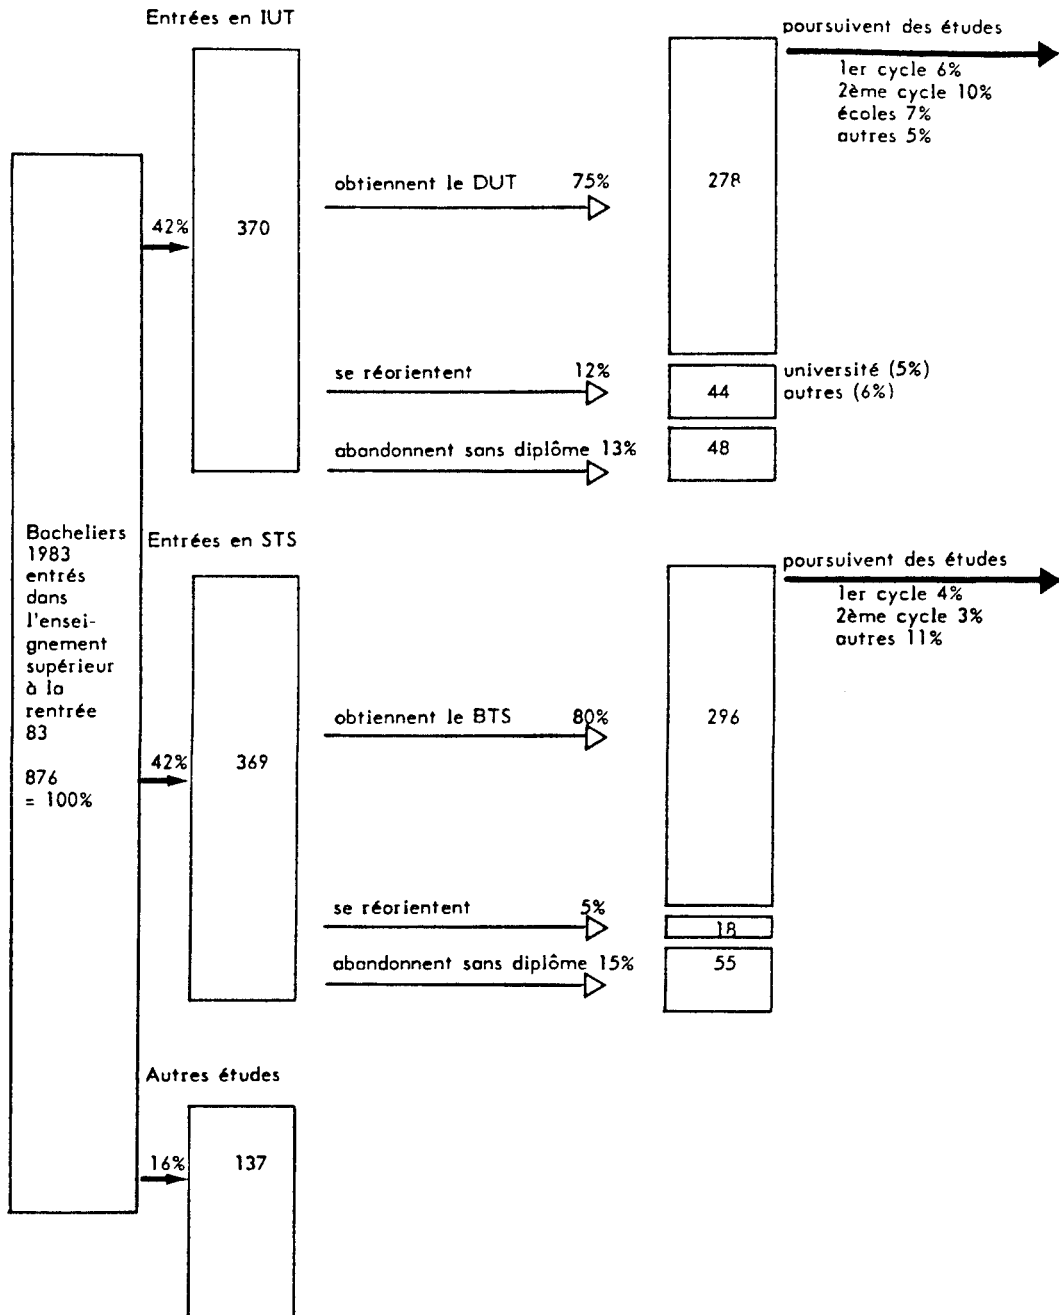 Entrées en IUT
poursuivent des études
1er cycle 6%
2ème cycle 10%
écoles 7%
autres 5%
obtiennent le DUT 75%
278
42%
370
se réorientent 12%
44
université (5%)
autres (6%)
abandonnent sans diplôme 13%
48
Bacheliers
1983
entrés
dans
l'ensei-
gnement
supérieur
à la
rentrée
83
876
= 100%
Entrées en STS
poursuivent des études
1er cycle 4%
2ème cycle 3%
autres 11%
obtiennent le BTS 80%
296
42%
369
se réorientent 5%
18
abandonnent sans diplôme 15%
55
Autres études
16%
137